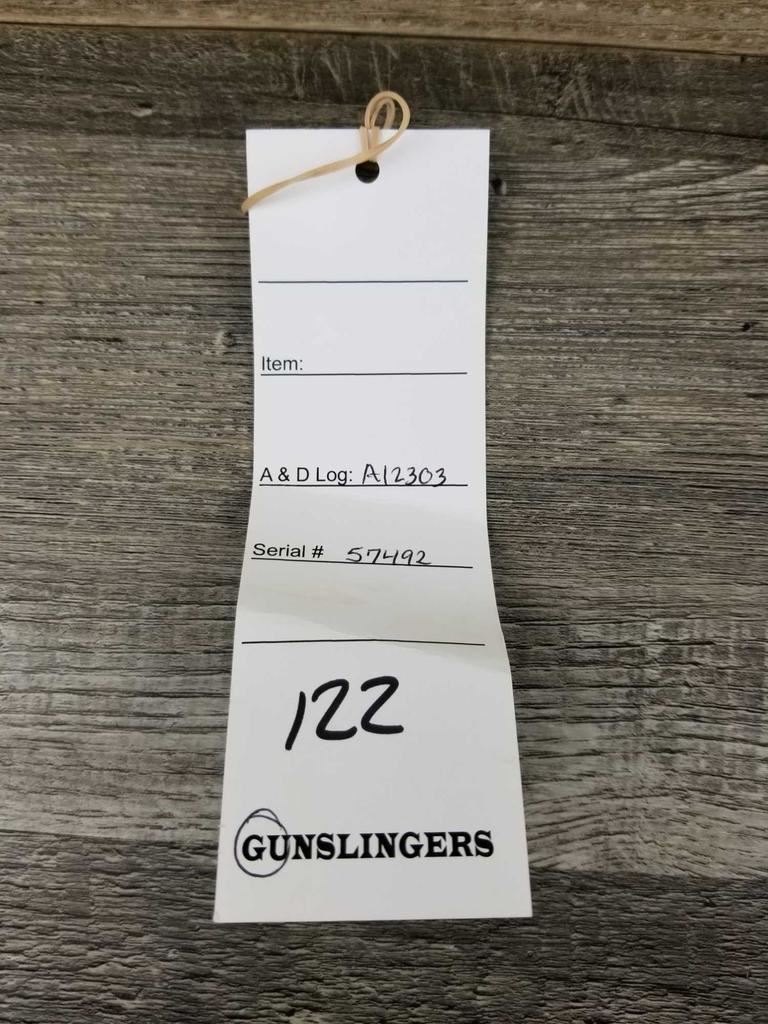 Item:
A & D Log: A12303
Serial # 57492
122
GUNSLINGERS